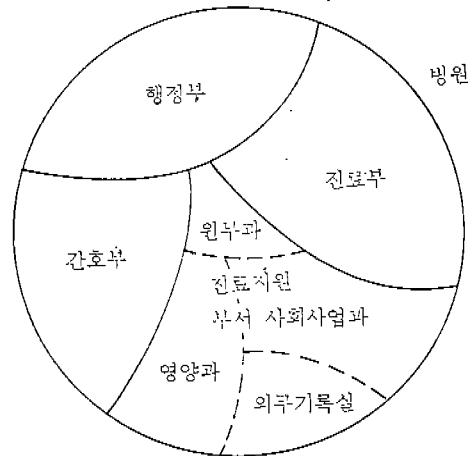 행정부
병원
진료부
원무과
간호부
진료지원
부서 사회사업과
영양과
의무기록실